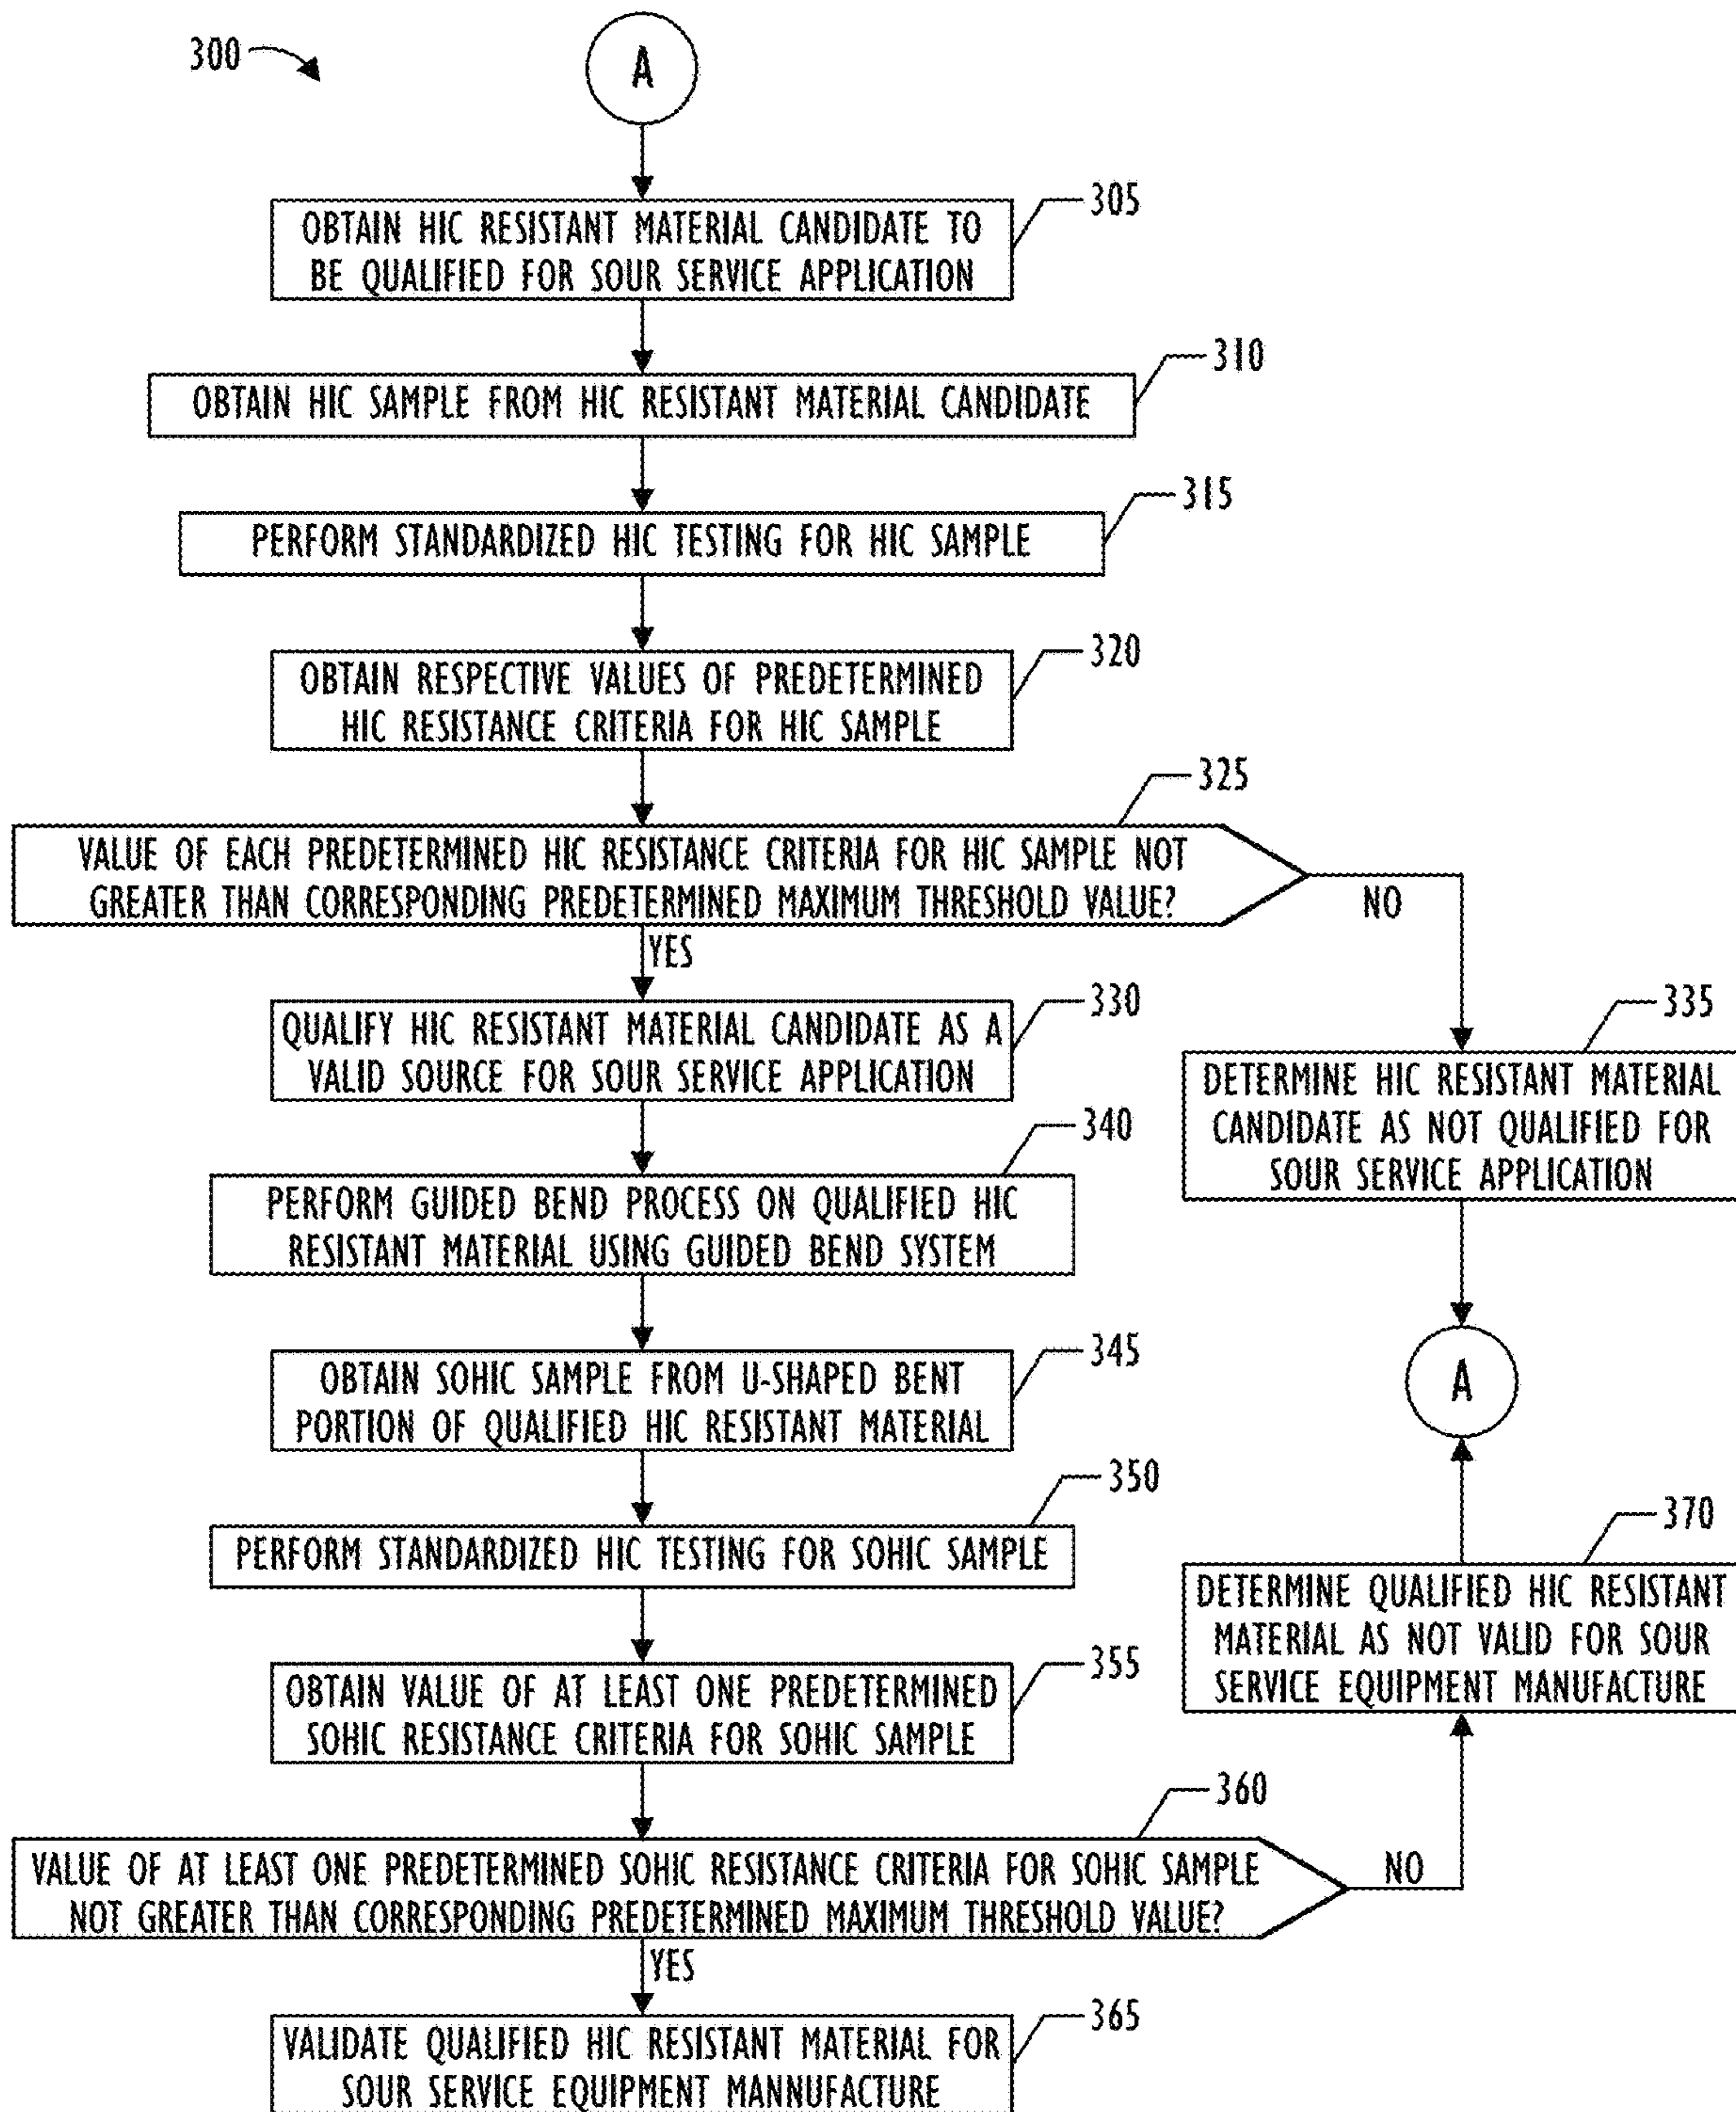 300
A
305
OBTAIN HIC RESISTANT MATERIAL CANDIDATE TO
BE QUALIFIED FOR SOUR SERVICE APPLICATION
310
OBTAIN HIC SAMPLE FROM HIC RESISTANT MATERIAL CANDIDATE
315
PERFORM STANDARDIZED HIC TESTING FOR HIC SAMPLE
320
OBTAIN RESPECTIVE VALUES OF PREDETERMINED
HIC RESISTANCE CRITERIA FOR HIC SAMPLE
325
VALUE OF EACH PREDETERMINED HIC RESISTANCE CRITERIA FOR HIC SAMPLE NOT
GREATER THAN CORRESPONDING PREDETERMINED MAXIMUM THRESHOLD VALUE?
NO
YES
330
QUALIFY HIC RESISTANT MATERIAL CANDIDATE AS A
VALID SOURCE FOR SOUR SERVICE APPLICATION
335
DETERMINE HIC RESISTANT MATERIAL
CANDIDATE AS NOT QUALIFIED FOR
SOUR SERVICE APPLICATION
340
PERFORM GUIDED BEND PROCESS ON QUALIFIED HIC
RESISTANT MATERIAL USING GUIDED BEND SYSTEM
345
OBTAIN SOHIC SAMPLE FROM U-SHAPED BENT
PORTION OF QUALIFIED HIC RESISTANT MATERIAL
A
350
PERFORM STANDARDIZED HIC TESTING FOR SOHIC SAMPLE
370
DETERMINE QUALIFIED HIC RESISTANT
MATERIAL AS NOT VALID FOR SOUR
SERVICE EQUIPMENT MANUFACTURE
355
OBTAIN VALUE OF AT LEAST ONE PREDETERMINED
SOHIC RESISTANCE CRITERIA FOR SOHIC SAMPLE
360
VALUE OF AT LEAST ONE PREDETERMINED SOHIC RESISTANCE CRITERIA FOR SOHIC SAMPLE
NOT GREATER THAN CORRESPONDING PREDETERMINED MAXIMUM THRESHOLD VALUE?
NO
YES
365
VALIDATE QUALIFIED HIC RESISTANT MATERIAL FOR
SOUR SERVICE EQUIPMENT MANNUFACTURE